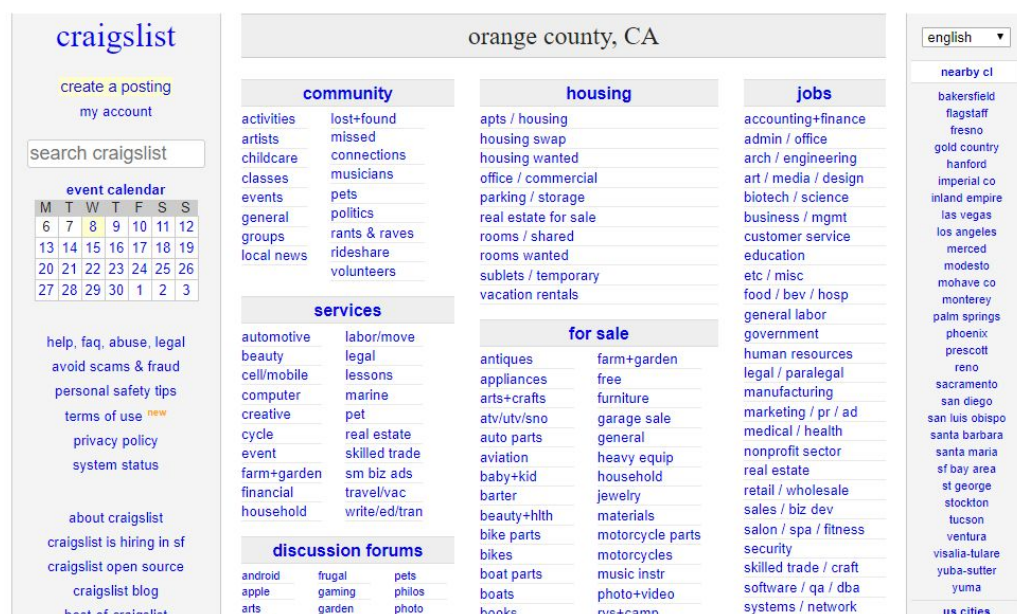 craigslist
create a posting
my account
search craigslist
event calendar
M T W T F S S
6 7 8 9 10 11 12
13 14 15 16 17 18 19
20 21 22 23 24 25 26
27 28 29 30 1 2 3
help, faq, abuse, legal
avoid scams & fraud
personal safety tips
terms of use new
privacy policy
system status
about craigslist
craigslist is hiring in sf
craigslist open source
craigslist blog
best of craigslist
orange county, CA
community
activities
artists
childcare
classes
events
general
groups
local news
lost+found
missed
connections
musicians
pets
politics
rants & raves
rideshare
volunteers
services
automotive
beauty
cell/mobile
computer
creative
cycle
event
farm+garden
financial
household
labor/move
legal
lessons
marine
pet
real estate
skilled trade
sm biz ads
travel/vac
write/ed/tran
discussion forums
android
apple
arts
frugal
gaming
garden
pets
philos
photo
housing
apts / housing
housing swap
housing wanted
office / commercial
parking / storage
real estate for sale
rooms / shared
rooms wanted
sublets / temporary
vacation rentals
for sale
antiques
appliances
arts+crafts
atv/utv/sno
auto parts
aviation
baby+kid
barter
beauty+hlth
bike parts
bikes
boat parts
boats
books
farm+garden
free
furniture
garage sale
general
heavy equip
household
jewelry
materials
motorcycle parts
motorcycles
music instr
photo+video
rvs+camp
jobs
accounting+finance
admin / office
arch / engineering
art / media / design
biotech / science
business / mgmt
customer service
education
etc / misc
food / bev / hosp
general labor
government
human resources
legal / paralegal
manufacturing
marketing / pr / ad
medical / health
nonprofit sector
real estate
retail / wholesale
sales / biz dev
salon / spa / fitness
security
skilled trade / craft
software / qa / dba
systems / network
english
nearby cl
bakersfield
flagstaff
fresno
gold country
hanford
imperial co
inland empire
las vegas
los angeles
merced
modesto
mohave co
monterey
palm springs
phoenix
prescott
reno
sacramento
san diego
san luis obispo
santa barbara
santa maria
sf bay area
st george
stockton
tucson
ventura
visalia-tulare
yuba-sutter
yuma
us cities